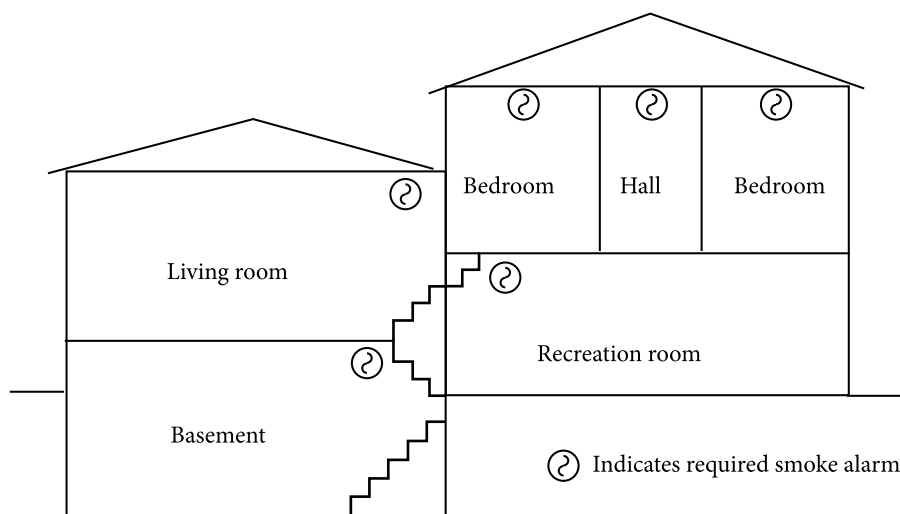 Bedroom
Hall
Bedroom
Living room
Recreation room
Basement
Indicates required smoke alarm